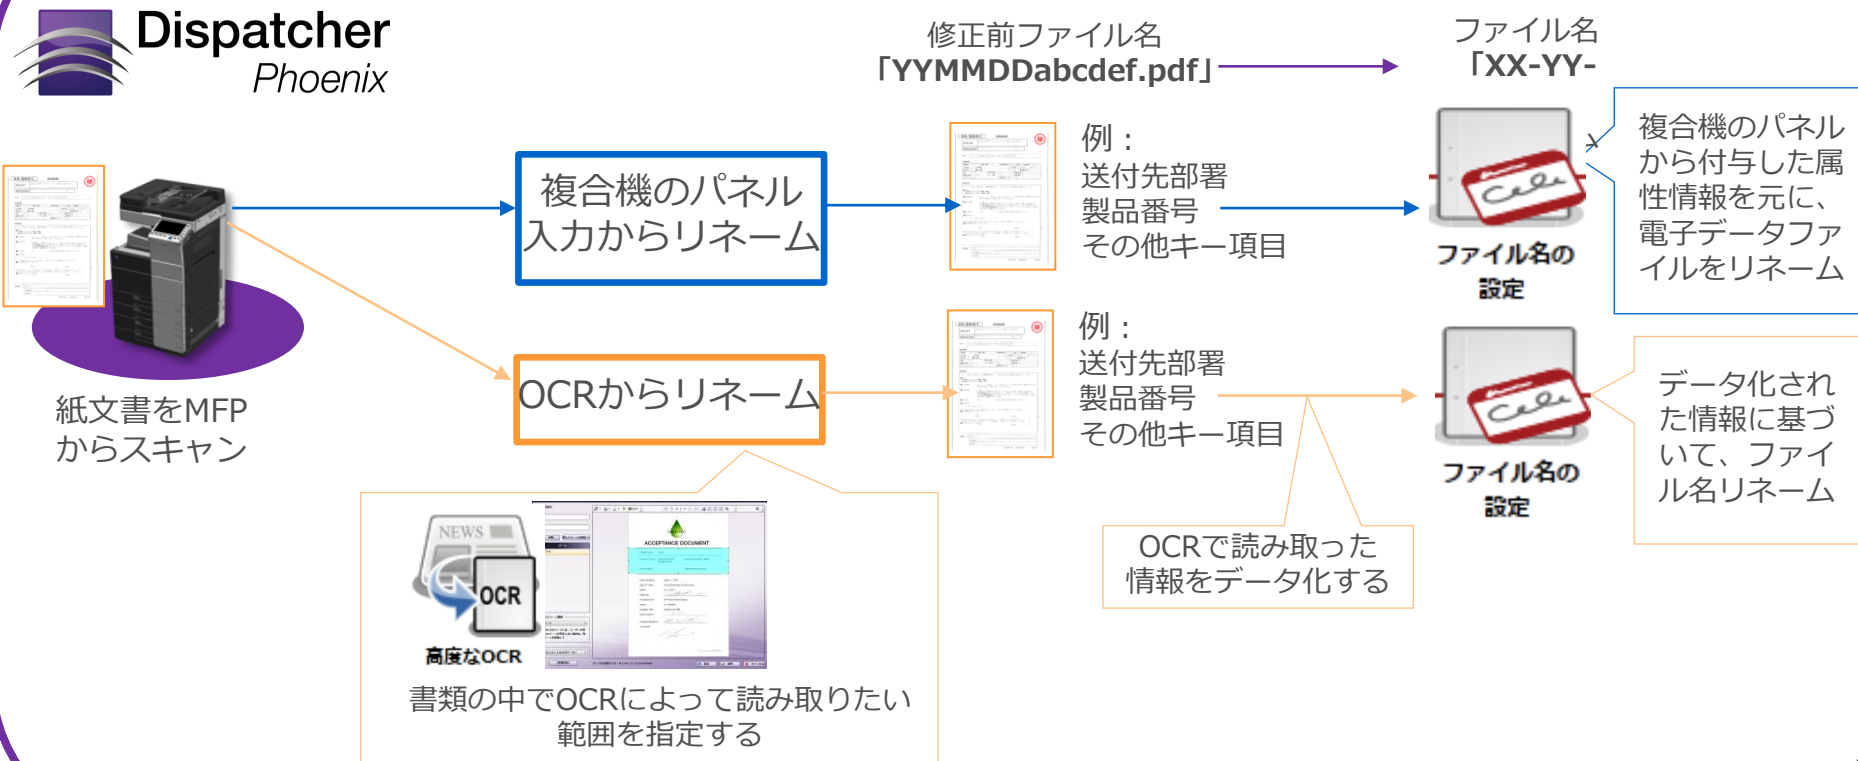 Dispatcher
Phoenix
修正前ファイル名
「YYMMDDabcdef.pdf」
ファイル名
「XX-YY-
複合機のパネル
入力からリネーム
例：
送付先部署
製品番号
その他キー項目
ファイル名の
設定
複合機のパネル
から付与した属
性情報を元に、
電子データファ
イルをリネーム
紙文書をMFP
からスキャン
OCRからリネーム
例：
送付先部署
製品番号
その他キー項目
ファイル名の
設定
データ化され
た情報に基づ
いて、ファイ
ル名リネーム
OCRで読み取った
情報をデータ化する
NEWS
OCR
高度なOCR
ACCEPTANCE DOCUMENT
書類の中でOCRによって読み取りたい
範囲を指定する